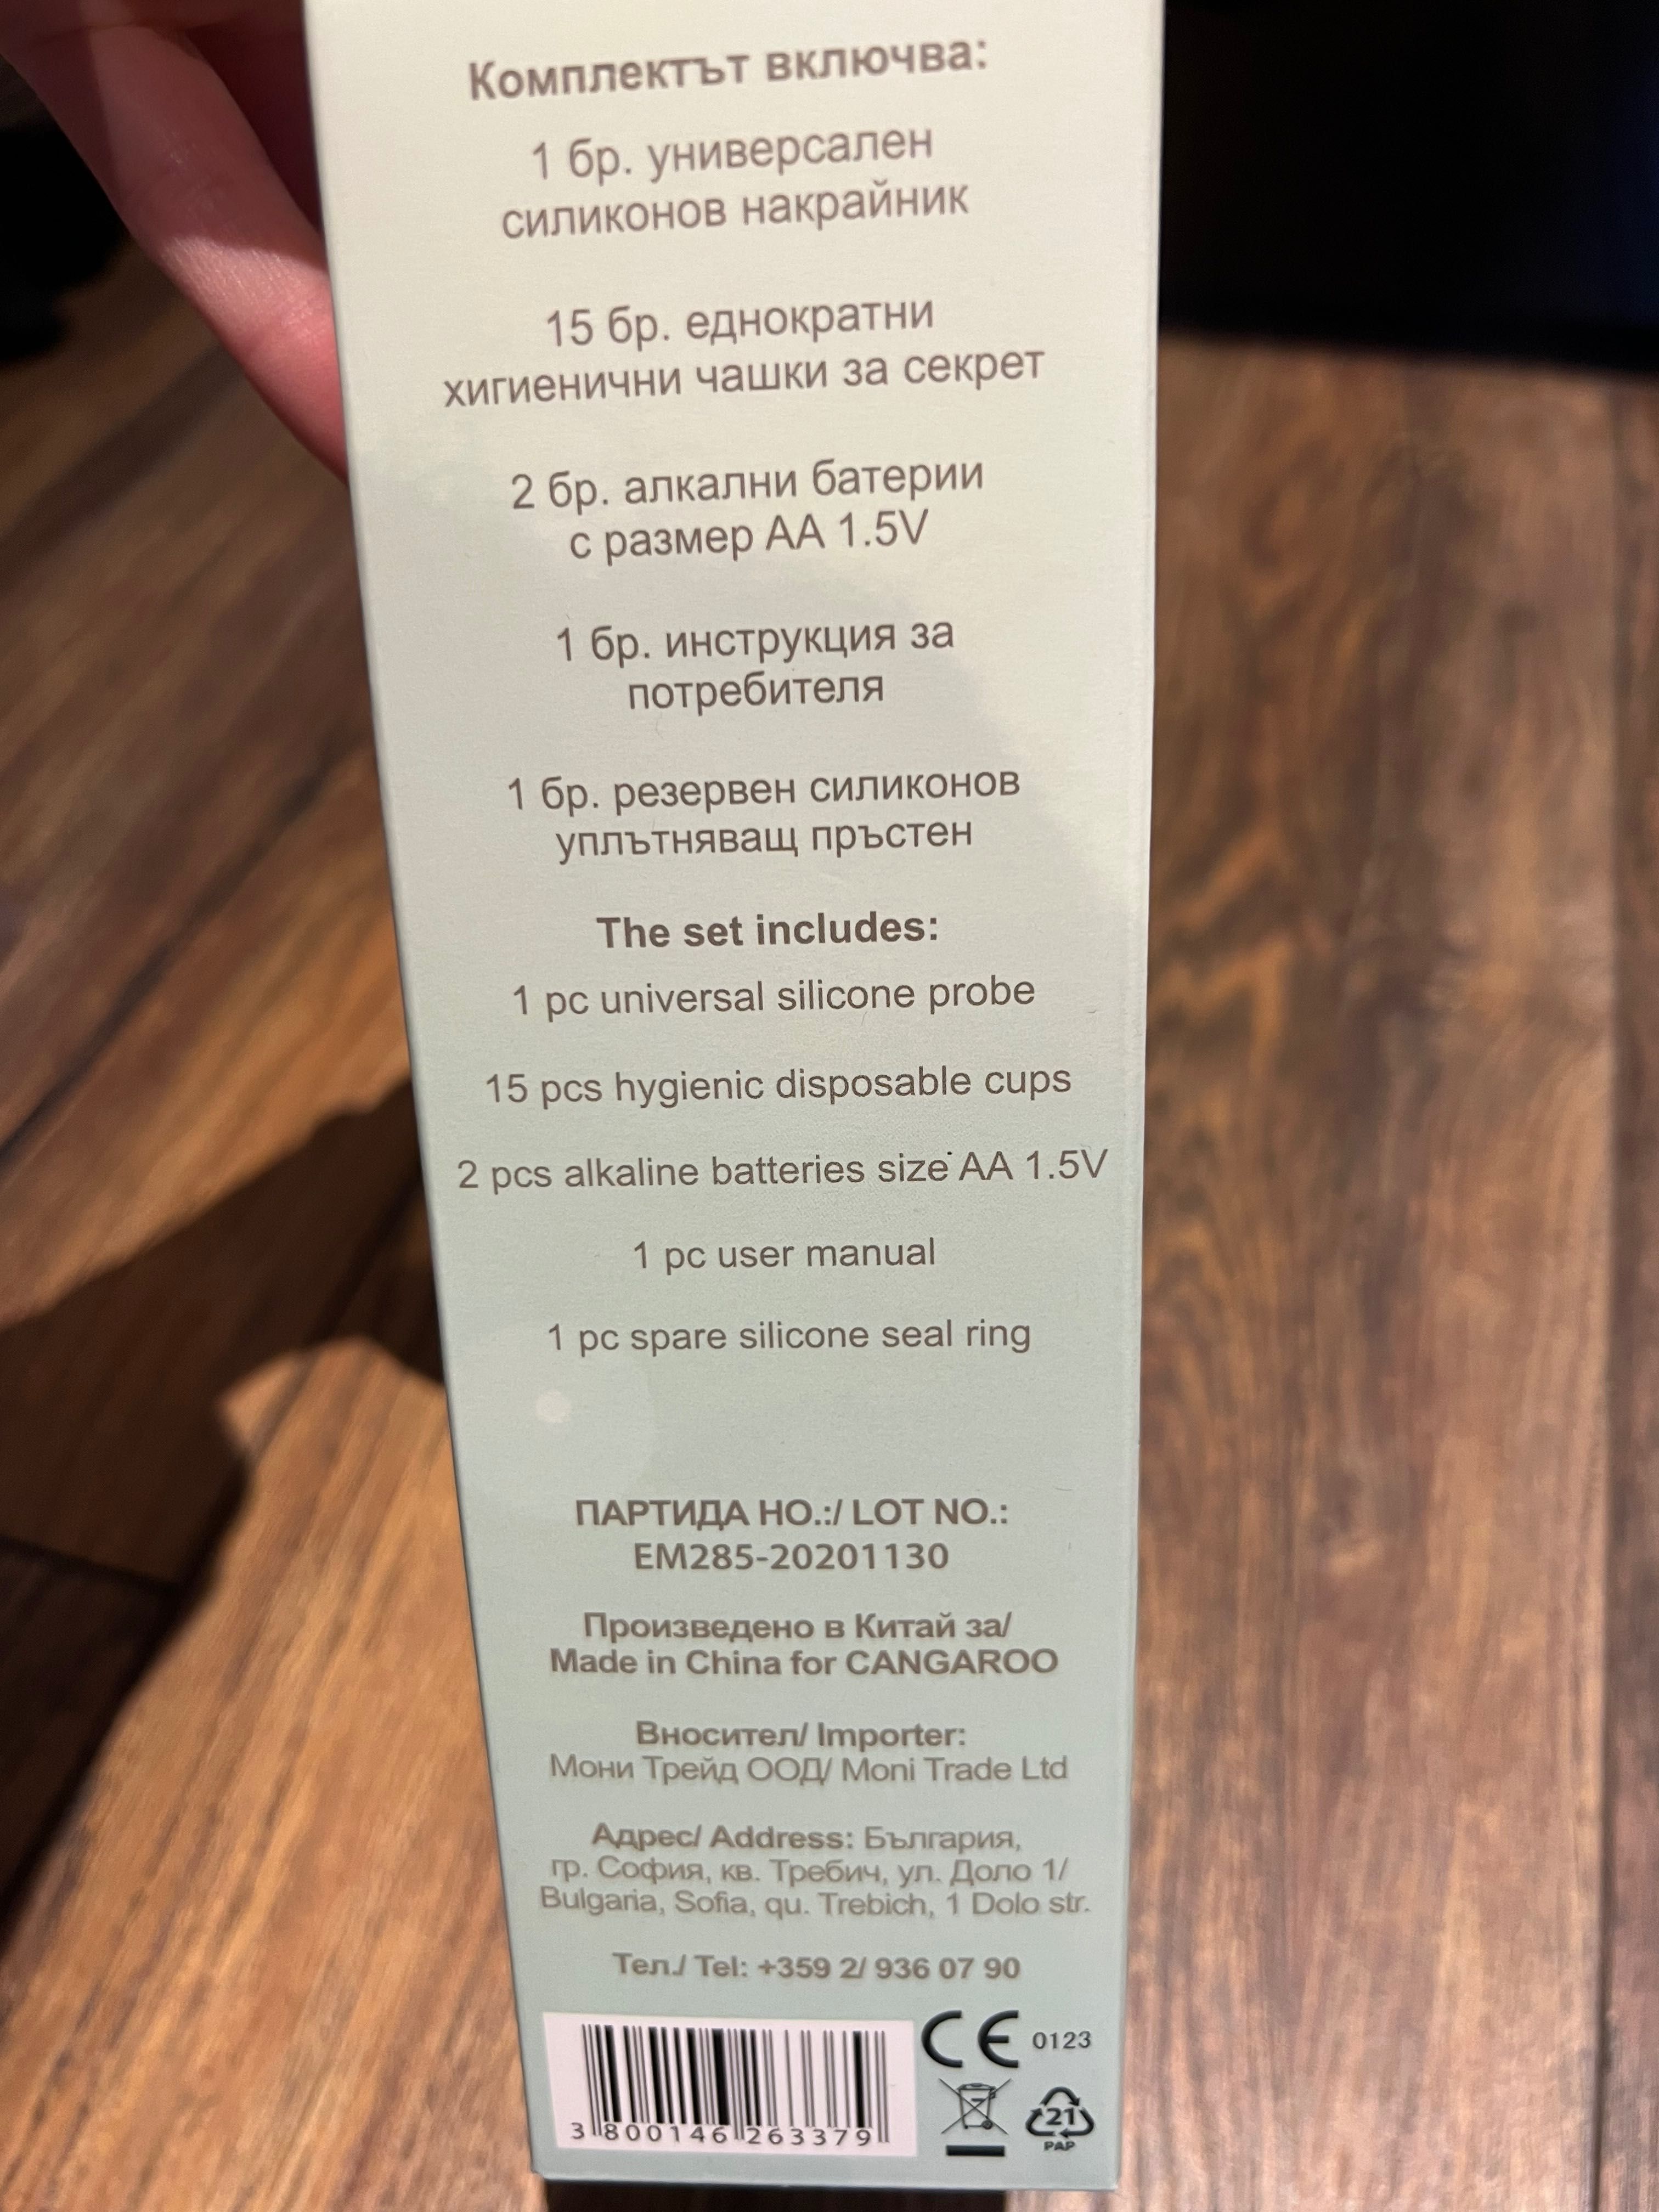 Комплектът включва:
1 бр. универсален
силиконов накрайник
15 бр. еднократни
хигиенични чашки за секрет
2 бр. алкални батерии
с размер АА 1.5V
1 бр. инструкция за
потребителя
1 бр. резервен силиконов
уплътняващ пръстен
The set includes:
1 pc universal silicone probe
15 pcs hygienic disposable cups
2 pcs alkaline batteries size AA 1.5V
1 pc user manual
1 pc spare silicone seal ring
ПАРТИДА НО.:/ LOT NO.:
EM285-20201130
Произведено в Китай за/
Made in China for CANGAROO
Вносител/ Importer:
Мони Трейд ООД/ Moni Trade Ltd
Адрес/ Address: България,
гр. София, кв. Требич, ул. Доло 1/
Bulgaria, Sofia, qu. Trebich, 1 Dolo str.
Тел./ Tel: +359 2/ 936 07 90
CE 0123
3 800146 263379
21
PAP